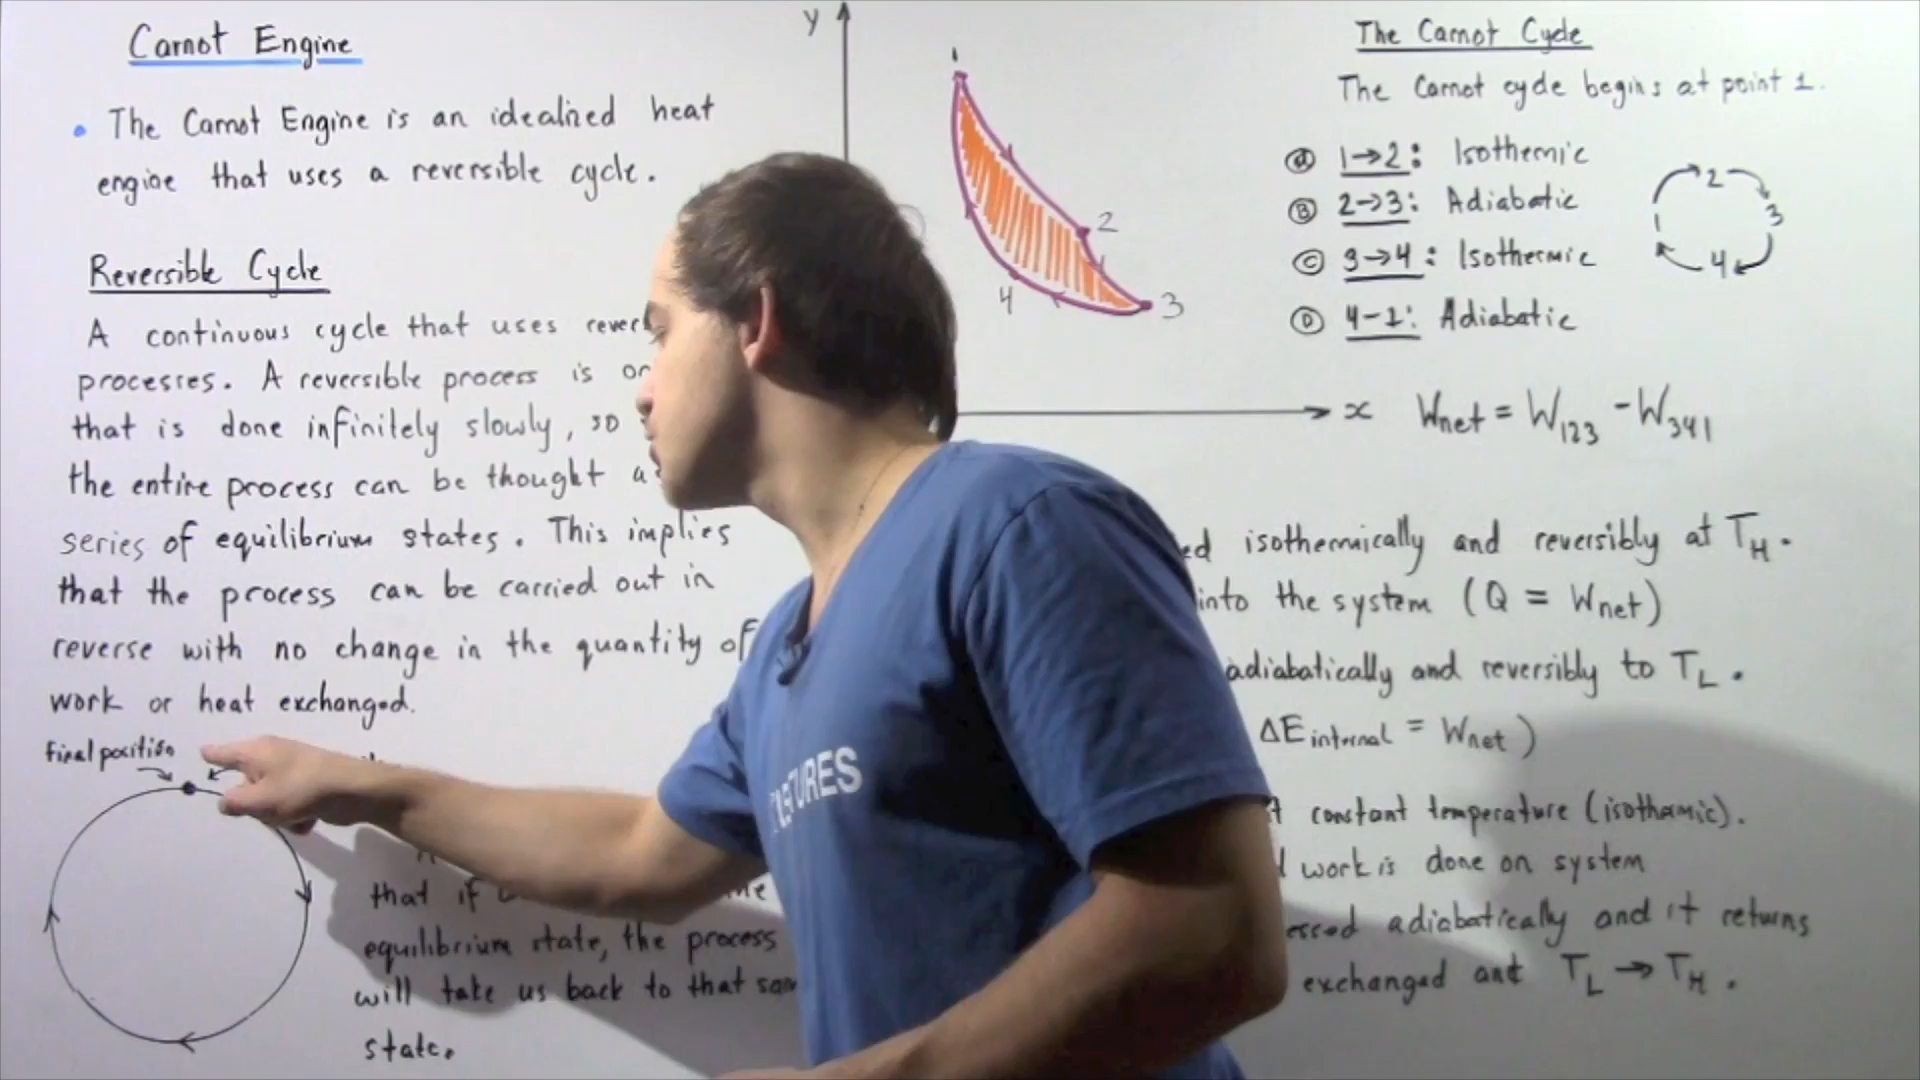 Carnot Engine
• The Carnot Engine is an idealized heat
engine that uses a reversible cycle.
Reversible Cycle
A continuous cycle that uses rever
processes. A reversible process is on
that is done infinitely slowly, so
the entire process can be thought a
series of equilibrium states. This implies
that the process can be carried out in
reverse with no change in the quantity of
work or heat exchanged.
final position
that if
equilibrium state, the process
will take us back to that sam
state.
y
1
2
3
4
x
The Carnot Cycle
The Carnot cycle begins at point 1.
Ⓐ 1→2: Isothermic
Ⓑ 2→3: Adiabatic
Ⓒ 3→4: Isothermic
Ⓓ 4-1: Adiabatic
1 2 3 4
Wnet = W123 - W341
ed isothermically and reversibly at TH.
into the system (Q = Wnet)
adiabatically and reversibly to TL.
ΔEinternal = Wnet)
t constant temperature (isothermic).
work is done on system
essed adiabatically and it returns
exchanged and TL → TH.
TURES